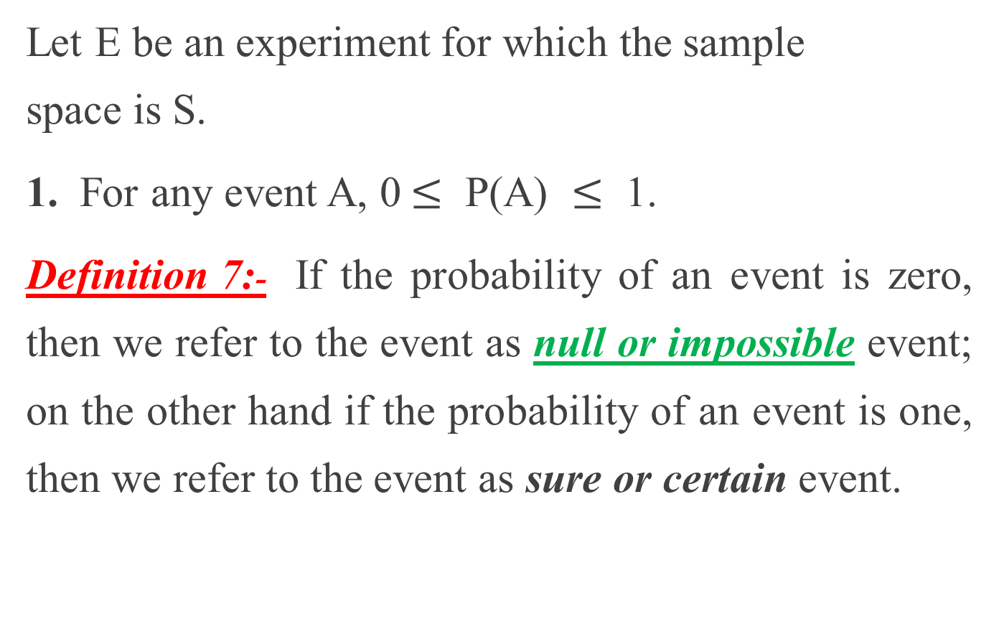 Let E be an experiment for which the sample
space is S.
1. For any event A, 0 ≤ P(A) ≤ 1.
Definition 7:- If the probability of an event is zero,
then we refer to the event as null or impossible event;
on the other hand if the probability of an event is one,
then we refer to the event as sure or certain event.